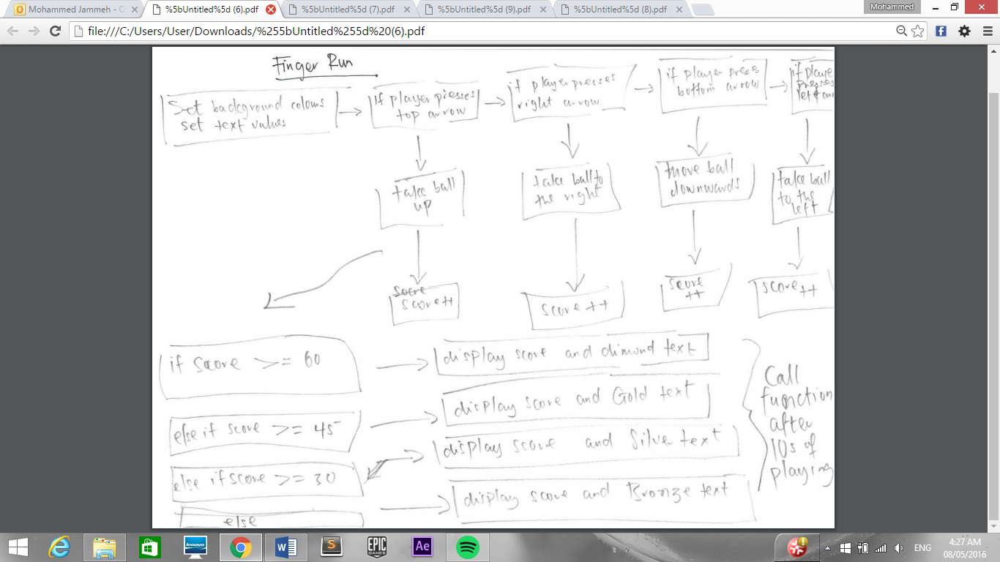 Mohammed Jammeh - O
%5bUntitled%5d (6).pdf
%5bUntitled%5d (7).pdf
%5bUntitled%5d (9).pdf
%5bUntitled%5d (8).pdf
Mohammed
file:///C:/Users/User/Downloads/%255bUntitled%255d%20(6).pdf
Finger Run
Set background colours
set text values
If player presses
top arrow
if player presses
right arrow
if player press
bottom arrow
if playe
presses
left arr
take ball
up
take ball to
the right
move ball
downwards
take ball
to the
left
socre
score++
score++
score
++
score++
if score >= 60
display score and dimond text
else if score >= 45
display score and Gold text
else if score >= 30
display score and Silver text
else
display score and Bronze text
Call
function
after
10s of
playing
lenovo
W
S
EPIC
GAMES
Ae
ENG
4:27 AM
08/05/2016